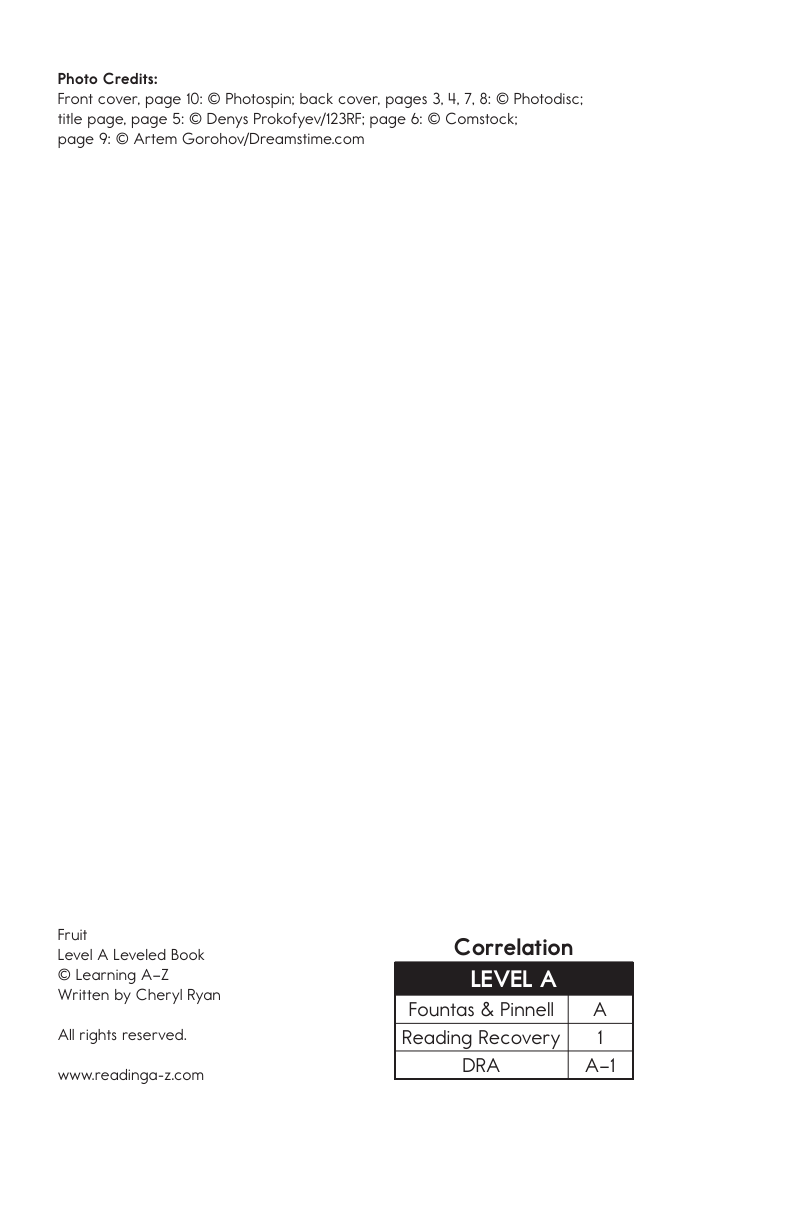 Photo Credits:
Front cover, page 10: © Photospin; back cover, pages 3, 4, 7, 8: © Photodisc;
title page, page 5: © Denys Prokofyev/123RF; page 6: © Comstock;
page 9: © Artem Gorohov/Dreamstime.com
Fruit
Level A Leveled Book
© Learning A–Z
Written by Cheryl Ryan
All rights reserved.
www.readinga-z.com
Correlation
LEVEL A
Fountas & Pinnell A
Reading Recovery 1
DRA A–1